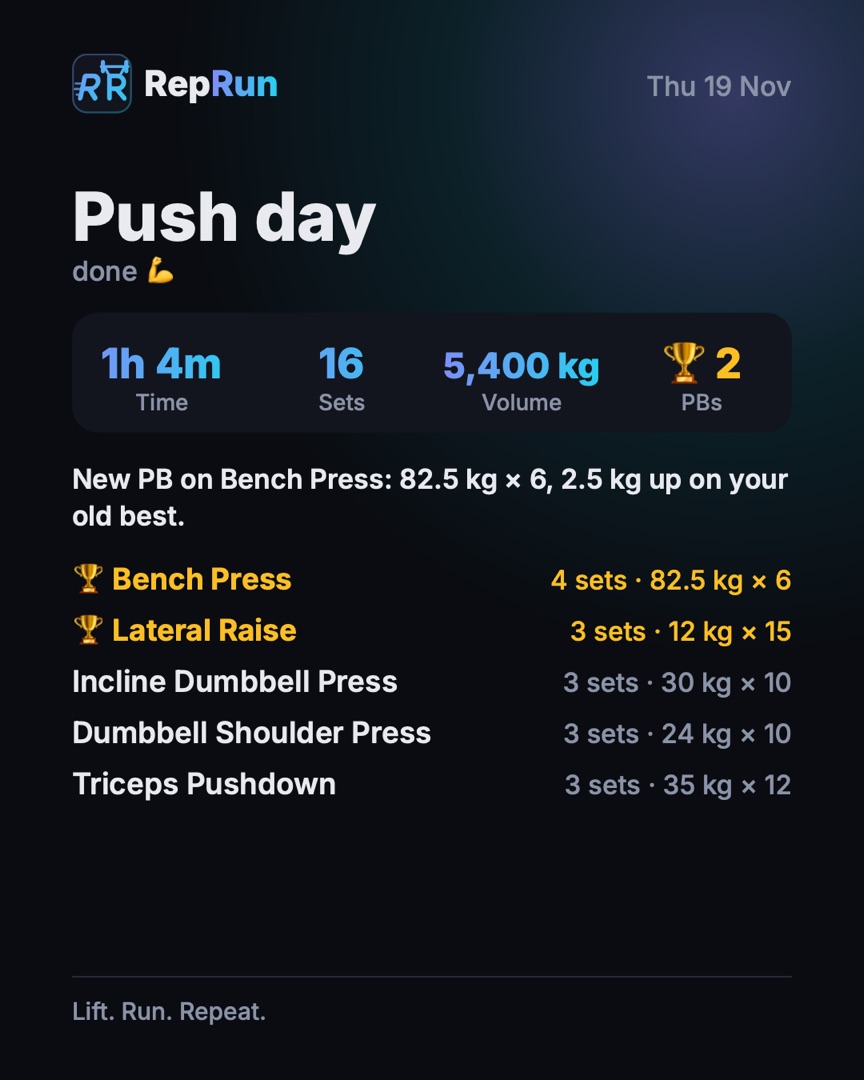 RR RepRun
Thu 19 Nov
Push day
done 💪
1h 4m 16 5,400 kg 🏆 2
Time Sets Volume PBs
New PB on Bench Press: 82.5 kg × 6, 2.5 kg up on your
old best.
🏆 Bench Press 4 sets · 82.5 kg × 6
🏆 Lateral Raise 3 sets · 12 kg × 15
Incline Dumbbell Press 3 sets · 30 kg × 10
Dumbbell Shoulder Press 3 sets · 24 kg × 10
Triceps Pushdown 3 sets · 35 kg × 12
Lift. Run. Repeat.